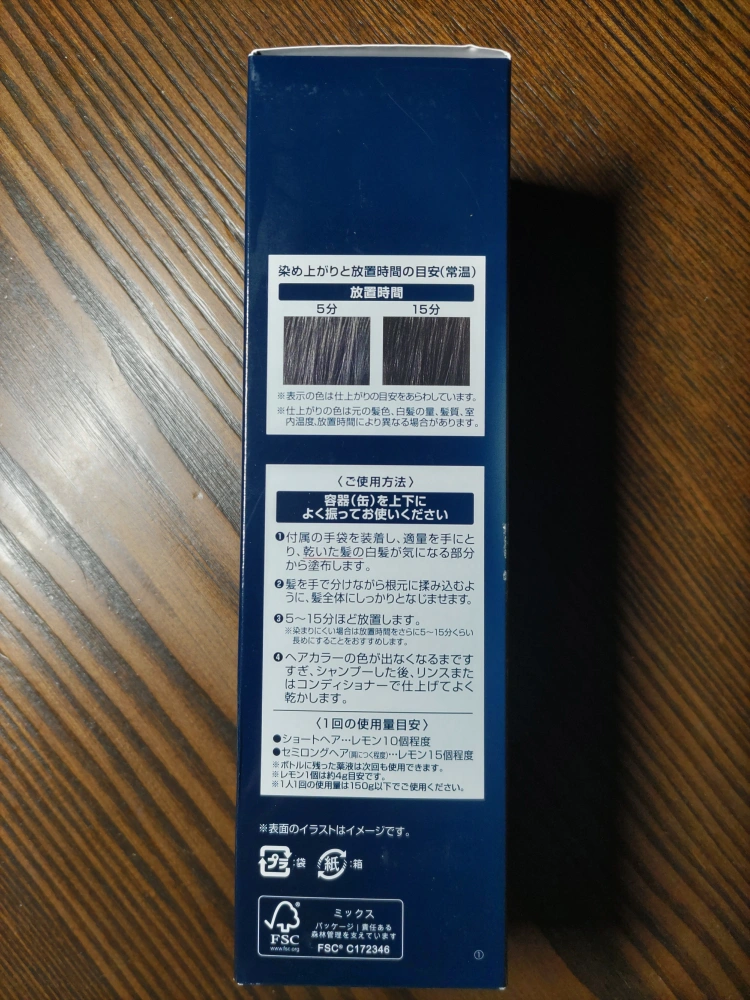 染め上がりと放置時間の目安(常温)
放置時間
5分 15分
※表示の色は仕上がりの目安をあらわしています。
※仕上がりの色は元の髪色、白髪の量、髪質、室
内温度、放置時間により異なる場合があります。
〈ご使用方法〉
容器(缶)を上下に
よく振ってお使いください
❶付属の手袋を装着し、適量を手にと
り、乾いた髪の白髪が気になる部分
から塗布します。
❷髪を手で分けながら根元に揉み込むよ
うに、髪全体にしっかりとなじませます。
❸5〜15分ほど放置します。
※染まりにくい場合は放置時間をさらに5〜15分くらい
長めにすることをおすすめします。
❹ヘアカラーの色が出なくなるまです
すぎ、シャンプーした後、リンスまた
はコンディショナーで仕上げてよく
乾かします。
〈1回の使用量目安〉
●ショートヘア…レモン10個程度
●セミロングヘア(肩につく程度)…レモン15個程度
※ボトルに残った薬液は次回も使用できます。
※レモン1個は約4g目安です。
※1人1回の使用量は150g以下でご使用ください。
※表面のイラストはイメージです。
プラ:袋 紙:箱
FSC
www.fsc.org
ミックス
パッケージ|責任ある
森林管理を支えています
FSC® C172346
①